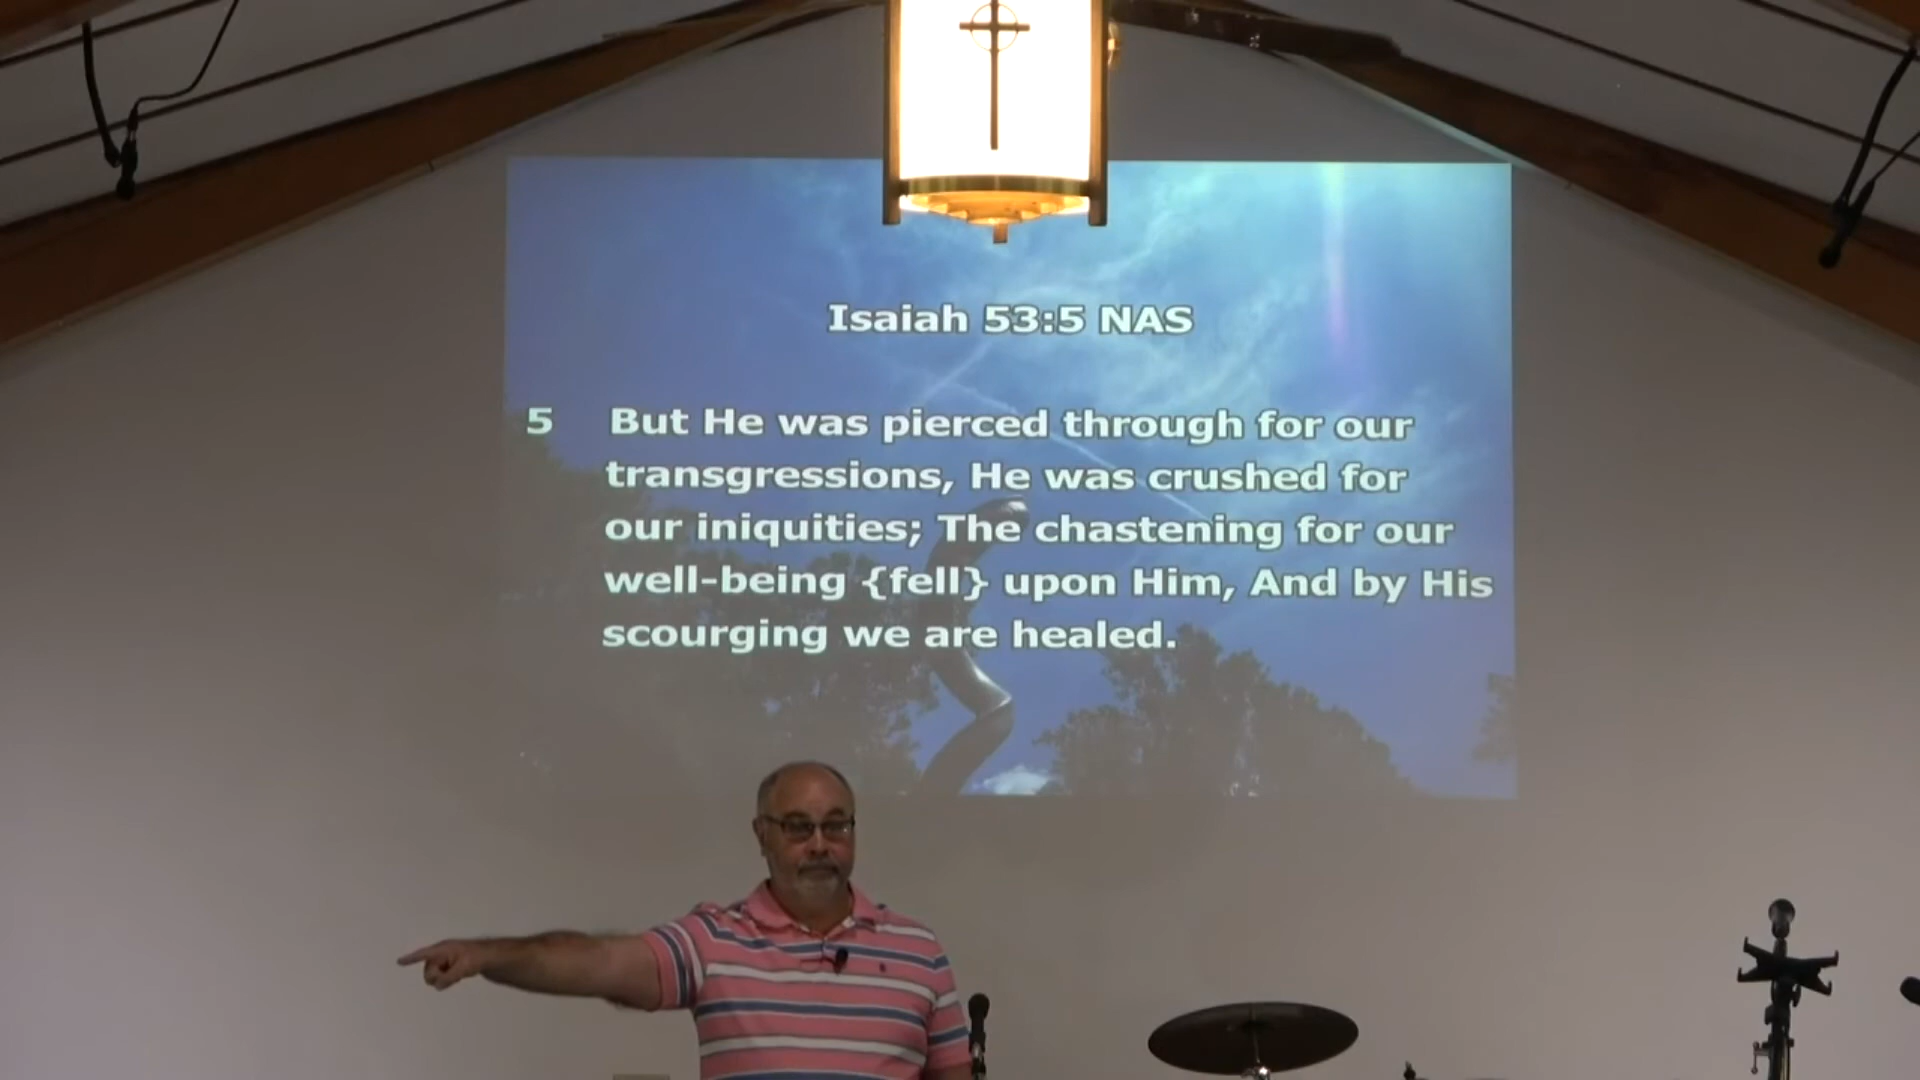 Isaiah 53:5 NAS
5 But He was pierced through for our
transgressions, He was crushed for
our iniquities; The chastening for our
well-being {fell} upon Him, And by His
scourging we are healed.